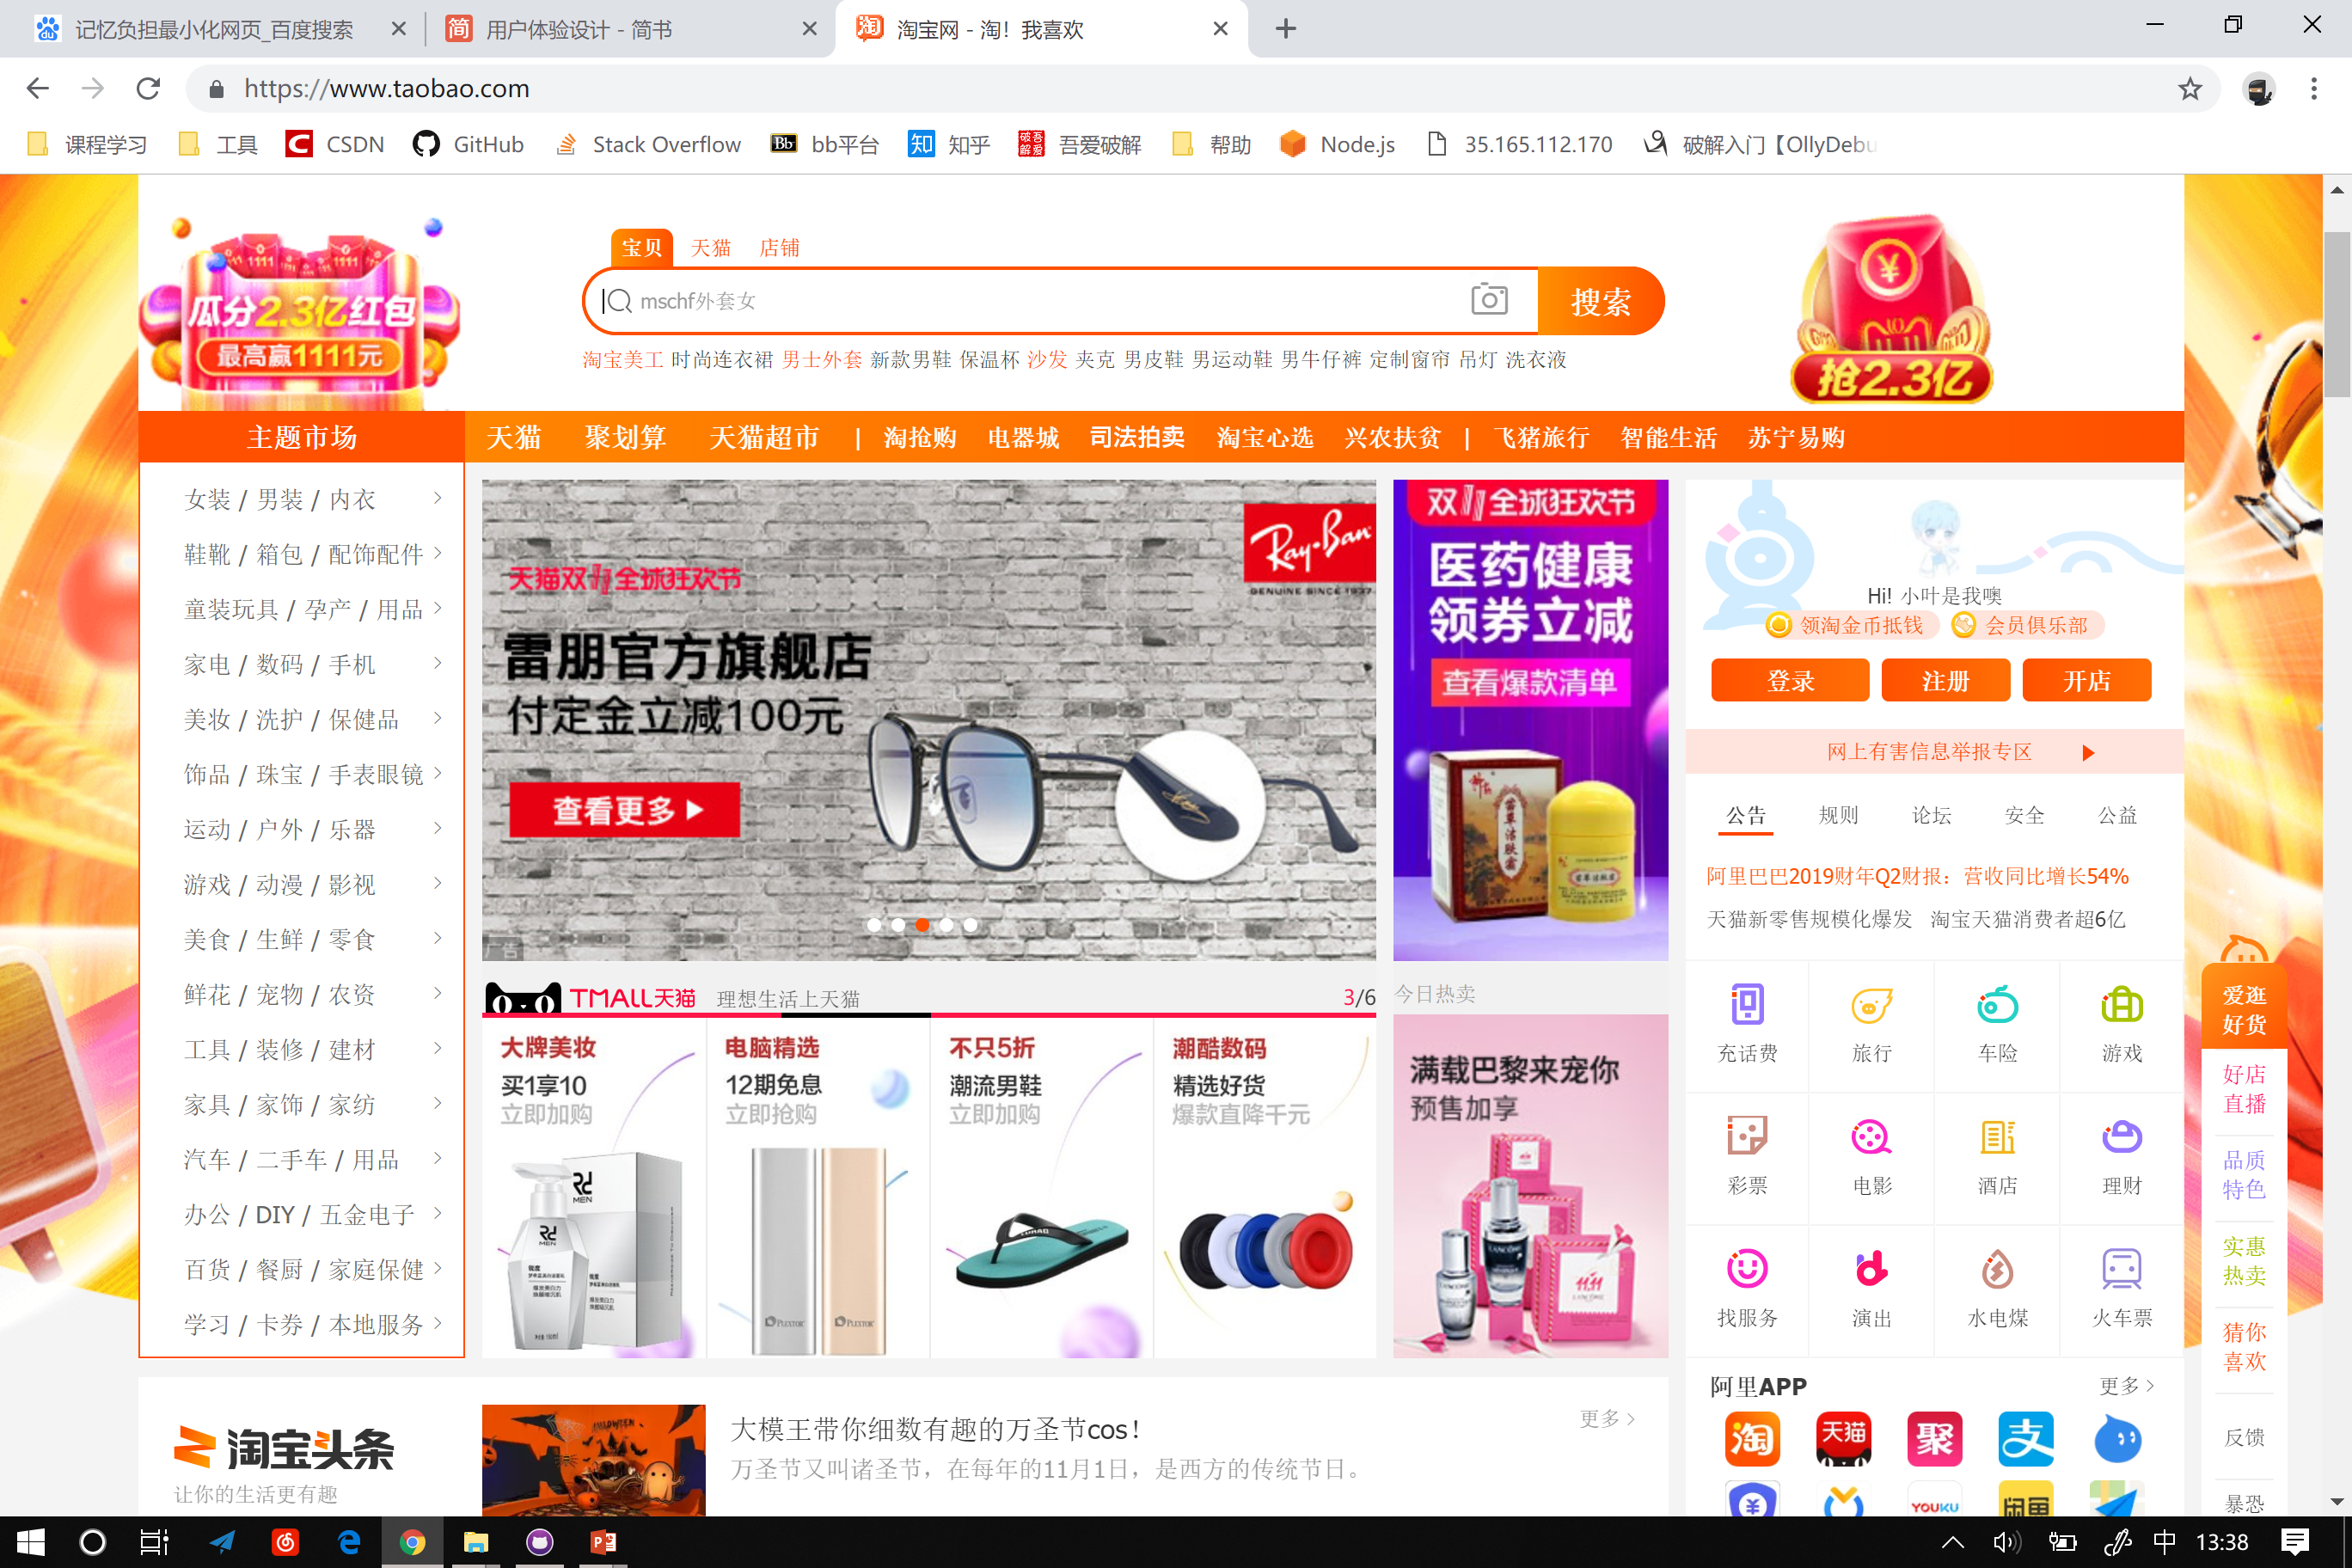 记忆负担最小化网页_百度搜索
用户体验设计 - 简书
淘宝网 - 淘！我喜欢
https://www.taobao.com
课程学习 工具 CSDN GitHub Stack Overflow bb平台 知乎 吾爱破解 帮助 Node.js 35.165.112.170 破解入门【OllyDebu
瓜分2.3亿红包
最高赢1111元
宝贝 天猫 店铺
mschf外套女
搜索
淘宝美工 时尚连衣裙 男士外套 新款男鞋 保温杯 沙发 夹克 男皮鞋 男运动鞋 男牛仔裤 定制窗帘 吊灯 洗衣液
抢2.3亿
主题市场 天猫 聚划算 天猫超市 | 淘抢购 电器城 司法拍卖 淘宝心选 兴农扶贫 | 飞猪旅行 智能生活 苏宁易购
女装 / 男装 / 内衣
鞋靴 / 箱包 / 配饰配件
童装玩具 / 孕产 / 用品
家电 / 数码 / 手机
美妆 / 洗护 / 保健品
饰品 / 珠宝 / 手表眼镜
运动 / 户外 / 乐器
游戏 / 动漫 / 影视
美食 / 生鲜 / 零食
鲜花 / 宠物 / 农资
工具 / 装修 / 建材
家具 / 家饰 / 家纺
汽车 / 二手车 / 用品
办公 / DIY / 五金电子
百货 / 餐厨 / 家庭保健
学习 / 卡券 / 本地服务
Ray-Ban
GENUINE SINCE 1937
天猫双11全球狂欢节
雷朋官方旗舰店
付定金立减100元
查看更多
双11全球狂欢节
医药健康
领券立减
查看爆款清单
Hi! 小叶是我噢
领淘金币抵钱 会员俱乐部
登录 注册 开店
网上有害信息举报专区
公告 规则 论坛 安全 公益
阿里巴巴2019财年Q2财报：营收同比增长54%
天猫新零售规模化爆发 淘宝天猫消费者超6亿
TMALL天猫 理想生活上天猫 3/6
大牌美妆
买1享10
立即加购
电脑精选
12期免息
立即抢购
PLEXTOR PLEXTOR
不只5折
潮流男鞋
立即加购
潮酷数码
精选好货
爆款直降千元
今日热卖
满载巴黎来宠你
预售加享
11.11
LANCOME
充话费 旅行 车险 游戏
彩票 电影 酒店 理财
找服务 演出 水电煤 火车票
阿里APP 更多
淘 天猫 聚 支
YOUKU 闲鱼
爱逛
好货
好店
直播
品质
特色
实惠
热卖
猜你
喜欢
反馈
暴恐
淘宝头条
让你的生活更有趣
大模王带你细数有趣的万圣节cos！
更多
万圣节又叫诸圣节，在每年的11月1日，是西方的传统节日。
中 13:38